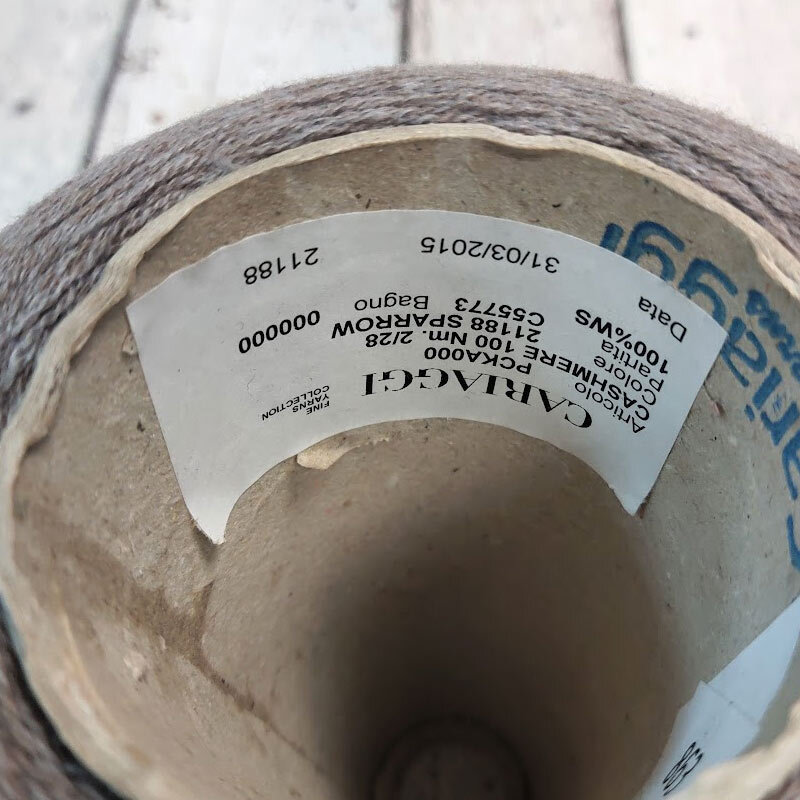 CARIAGGI
FINE
YARNS
COLLECTION
Articolo PCKA000
CASHMERE 100 Nm. 2/28
Colore 21188 SPARROW
Partita C55773 Bagno 000000
100%WS
Data 31/03/2015 21188
cariaggi